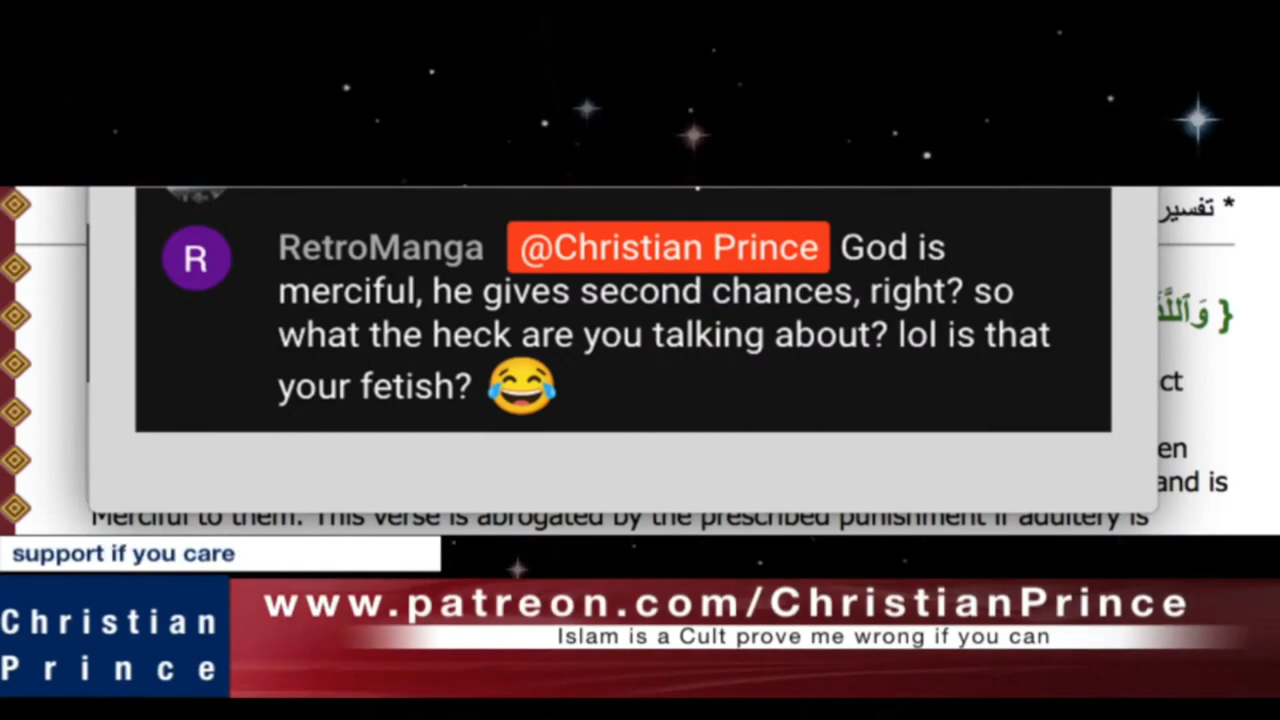 * تفسير
RetroManga @Christian Prince God is
merciful, he gives second chances, right? so
what the heck are you talking about? lol is that
your fetish? 😂
R
{ وَٱللَّذَ
ct
en
and is
Merciful to them. This verse is abrogated by the prescribed punishment if adultery is
support if you care
Christian
Prince
www.patreon.com/ChristianPrince
Islam is a Cult prove me wrong if you can